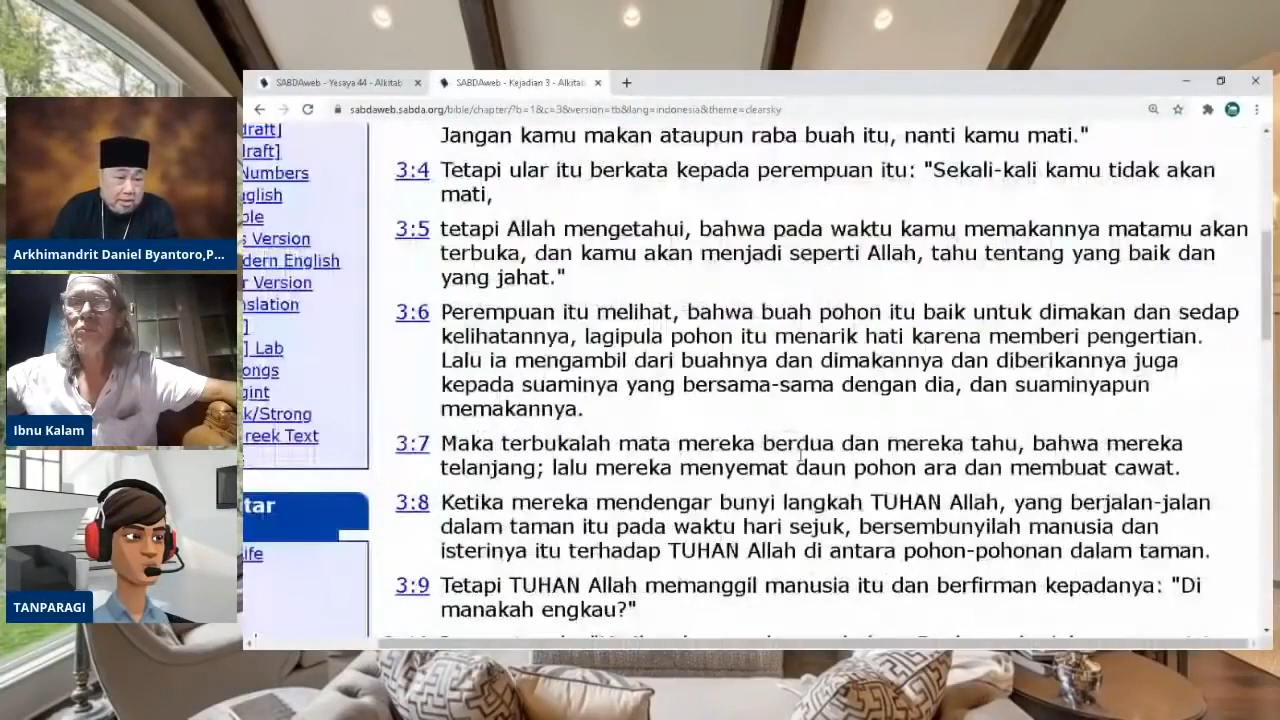 SABDAweb - Yesaya 44 - Alkitab
SABDAweb - Kejadian 3 - Alkitab
sabdaweb.sabda.org/bible/chapter/?b=1&c=3&version=tb&lang=indonesia&theme=clearsky
draft]
draft]
Numbers
glish
ble
s Version
dern English
r Version
nslation
]
] Lab
ongs
gint
k/Strong
reek Text
tar
ife
Jangan kamu makan ataupun raba buah itu, nanti kamu mati."
3:4 Tetapi ular itu berkata kepada perempuan itu: "Sekali-kali kamu tidak akan
mati,
3:5 tetapi Allah mengetahui, bahwa pada waktu kamu memakannya matamu akan
terbuka, dan kamu akan menjadi seperti Allah, tahu tentang yang baik dan
yang jahat."
3:6 Perempuan itu melihat, bahwa buah pohon itu baik untuk dimakan dan sedap
kelihatannya, lagipula pohon itu menarik hati karena memberi pengertian.
Lalu ia mengambil dari buahnya dan dimakannya dan diberikannya juga
kepada suaminya yang bersama-sama dengan dia, dan suaminyapun
memakannya.
3:7 Maka terbukalah mata mereka berdua dan mereka tahu, bahwa mereka
telanjang; lalu mereka menyemat daun pohon ara dan membuat cawat.
3:8 Ketika mereka mendengar bunyi langkah TUHAN Allah, yang berjalan-jalan
dalam taman itu pada waktu hari sejuk, bersembunyilah manusia dan
isterinya itu terhadap TUHAN Allah di antara pohon-pohonan dalam taman.
3:9 Tetapi TUHAN Allah memanggil manusia itu dan berfirman kepadanya: "Di
manakah engkau?"
Arkhimandrit Daniel Byantoro,P...
Ibnu Kalam
TANPARAGI